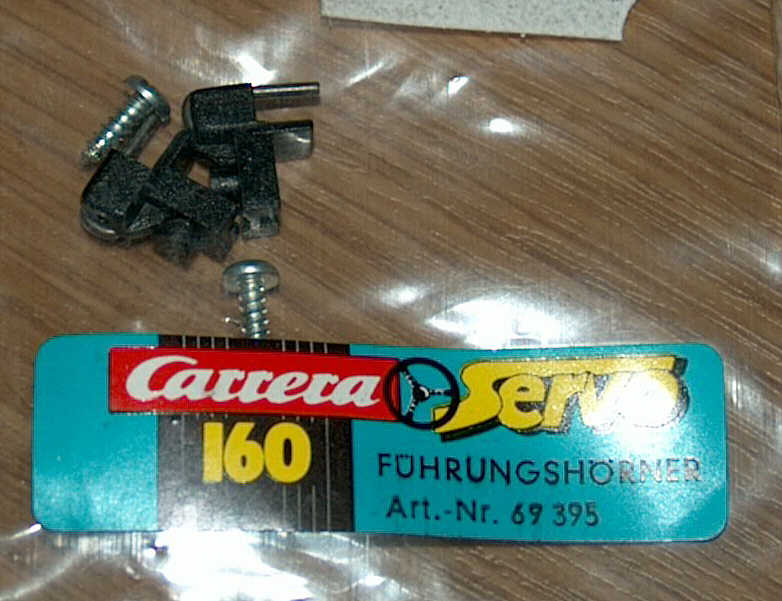 Carrera Servo
160
FÜHRUNGSHÖRNER
Art.-Nr. 69 395